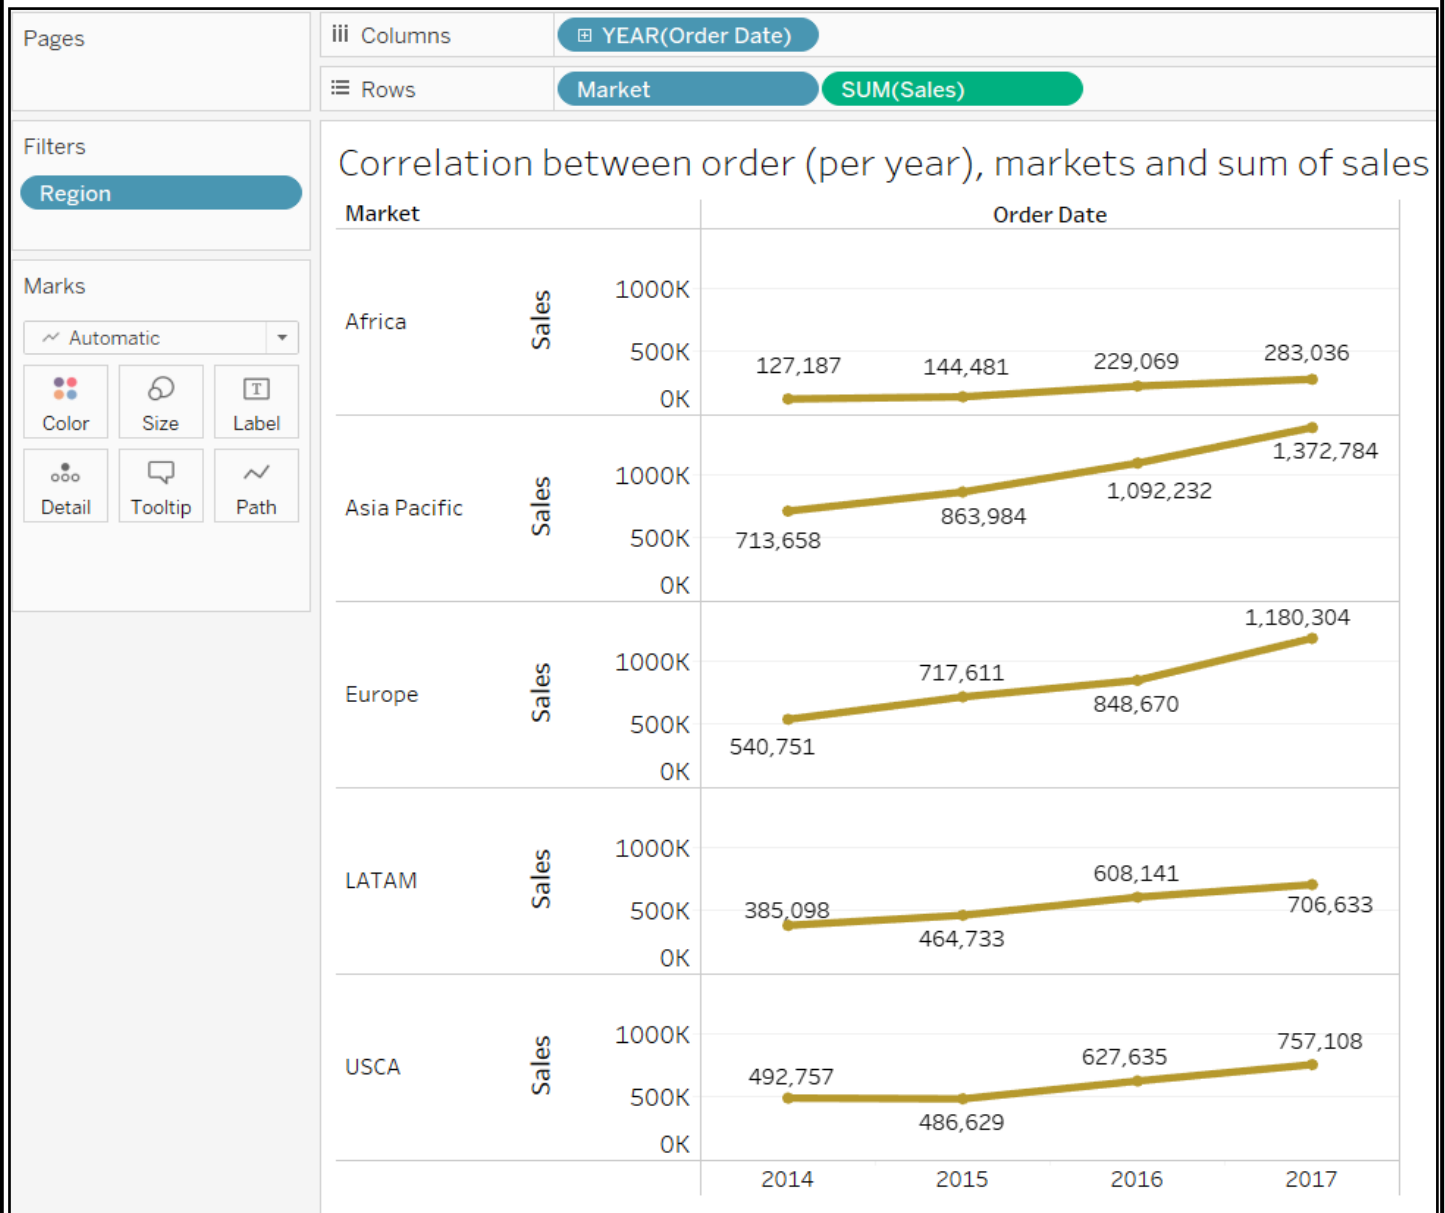 Pages
Columns
YEAR(Order Date)
Rows
Market
SUM(Sales)
Filters
Region
Marks
Automatic
Color
Size
T
Label
Detail
Tooltip
Path
Correlation between order (per year), markets and sum of sales
Market
Order Date
Africa
Sales
1000K
500K
0K
127,187
144,481
229,069
283,036
Asia Pacific
Sales
1000K
500K
0K
713,658
863,984
1,092,232
1,372,784
Europe
Sales
1000K
500K
0K
540,751
717,611
848,670
1,180,304
LATAM
Sales
1000K
500K
0K
385,098
464,733
608,141
706,633
USCA
Sales
1000K
500K
0K
492,757
486,629
627,635
757,108
2014
2015
2016
2017